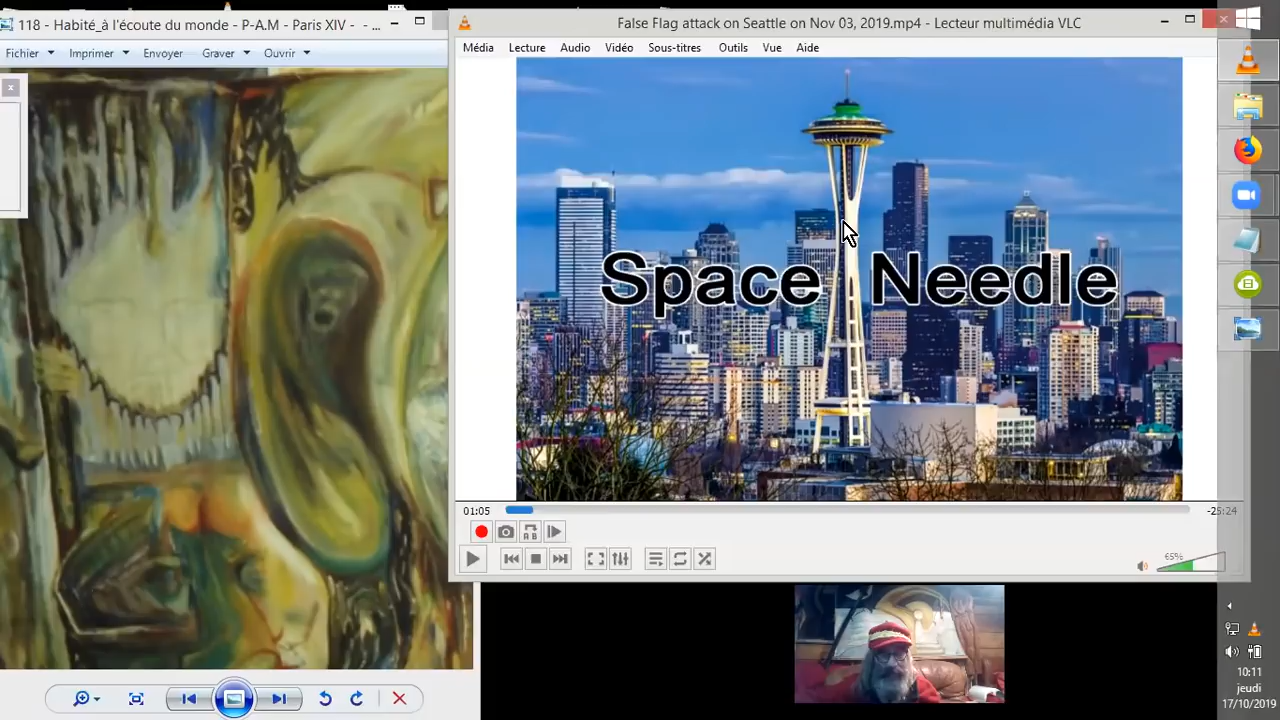 118 - Habité_à l'écoute du monde - P-A.M - Paris XIV - - ...
Fichier Imprimer Envoyer Graver Ouvrir
False Flag attack on Seattle on Nov 03, 2019.mp4 - Lecteur multimédia VLC
Média Lecture Audio Vidéo Sous-titres Outils Vue Aide
Space Needle
01:05
-25:24
A B
65%
10:11
jeudi
17/10/2019